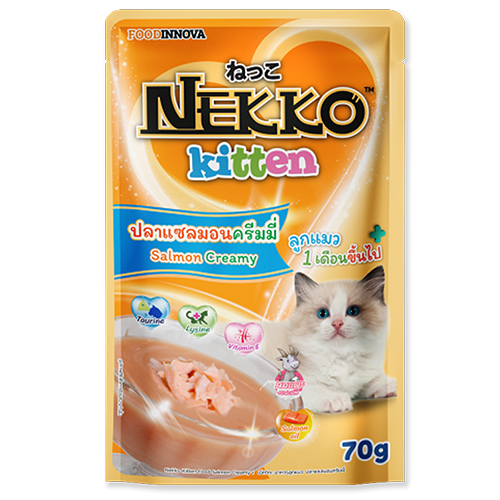 FOODINNOVA
ねっこ
NEKKO™
kitten
ปลาแซลมอนครีมมี่
Salmon Creamy
ลูกแมว
1 เดือนขึ้นไป
+
Taurine
Lysine
Vitamin E
Salmon
oil
70g